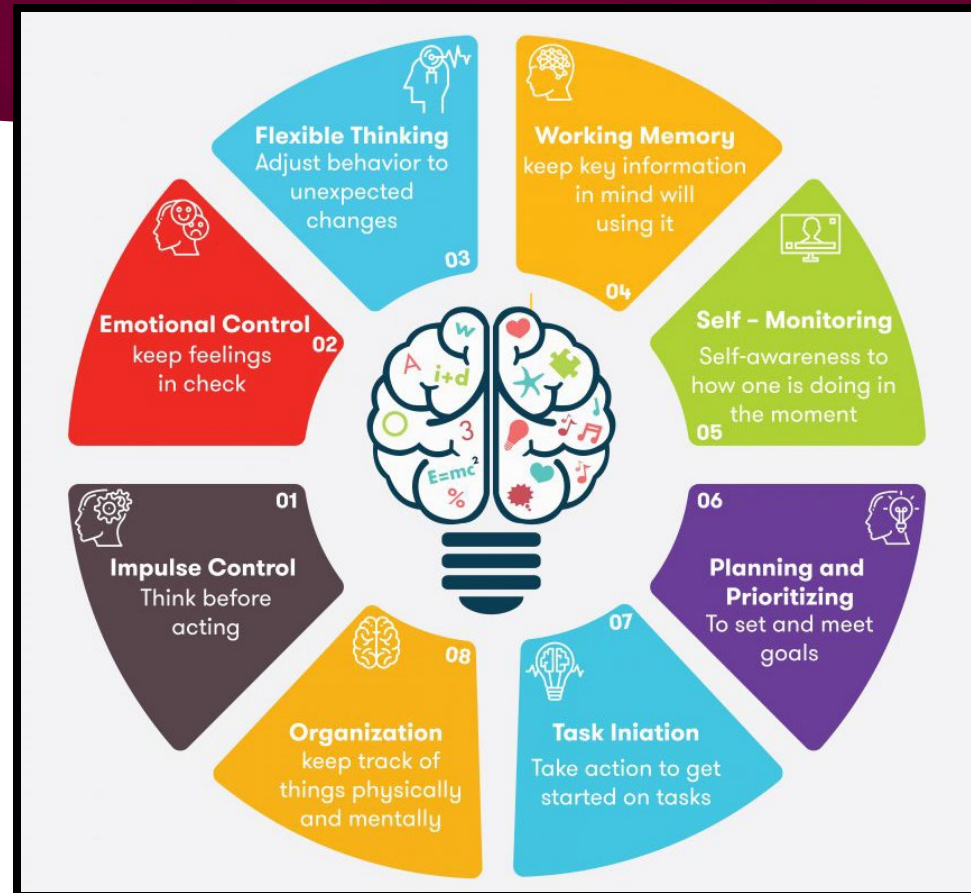 01
Impulse Control
Think before
acting
Emotional Control
keep feelings
in check
02
Flexible Thinking
Adjust behavior to
unexpected
changes
03
Working Memory
keep key information
in mind will
using it
04
Self – Monitoring
Self-awareness to
how one is doing in
the moment
05
06
Planning and
Prioritizing
To set and meet
goals
07
Task Iniation
Take action to get
started on tasks
08
Organization
keep track of
things physically
and mentally
w
A
i+d
3
E=mc²
%